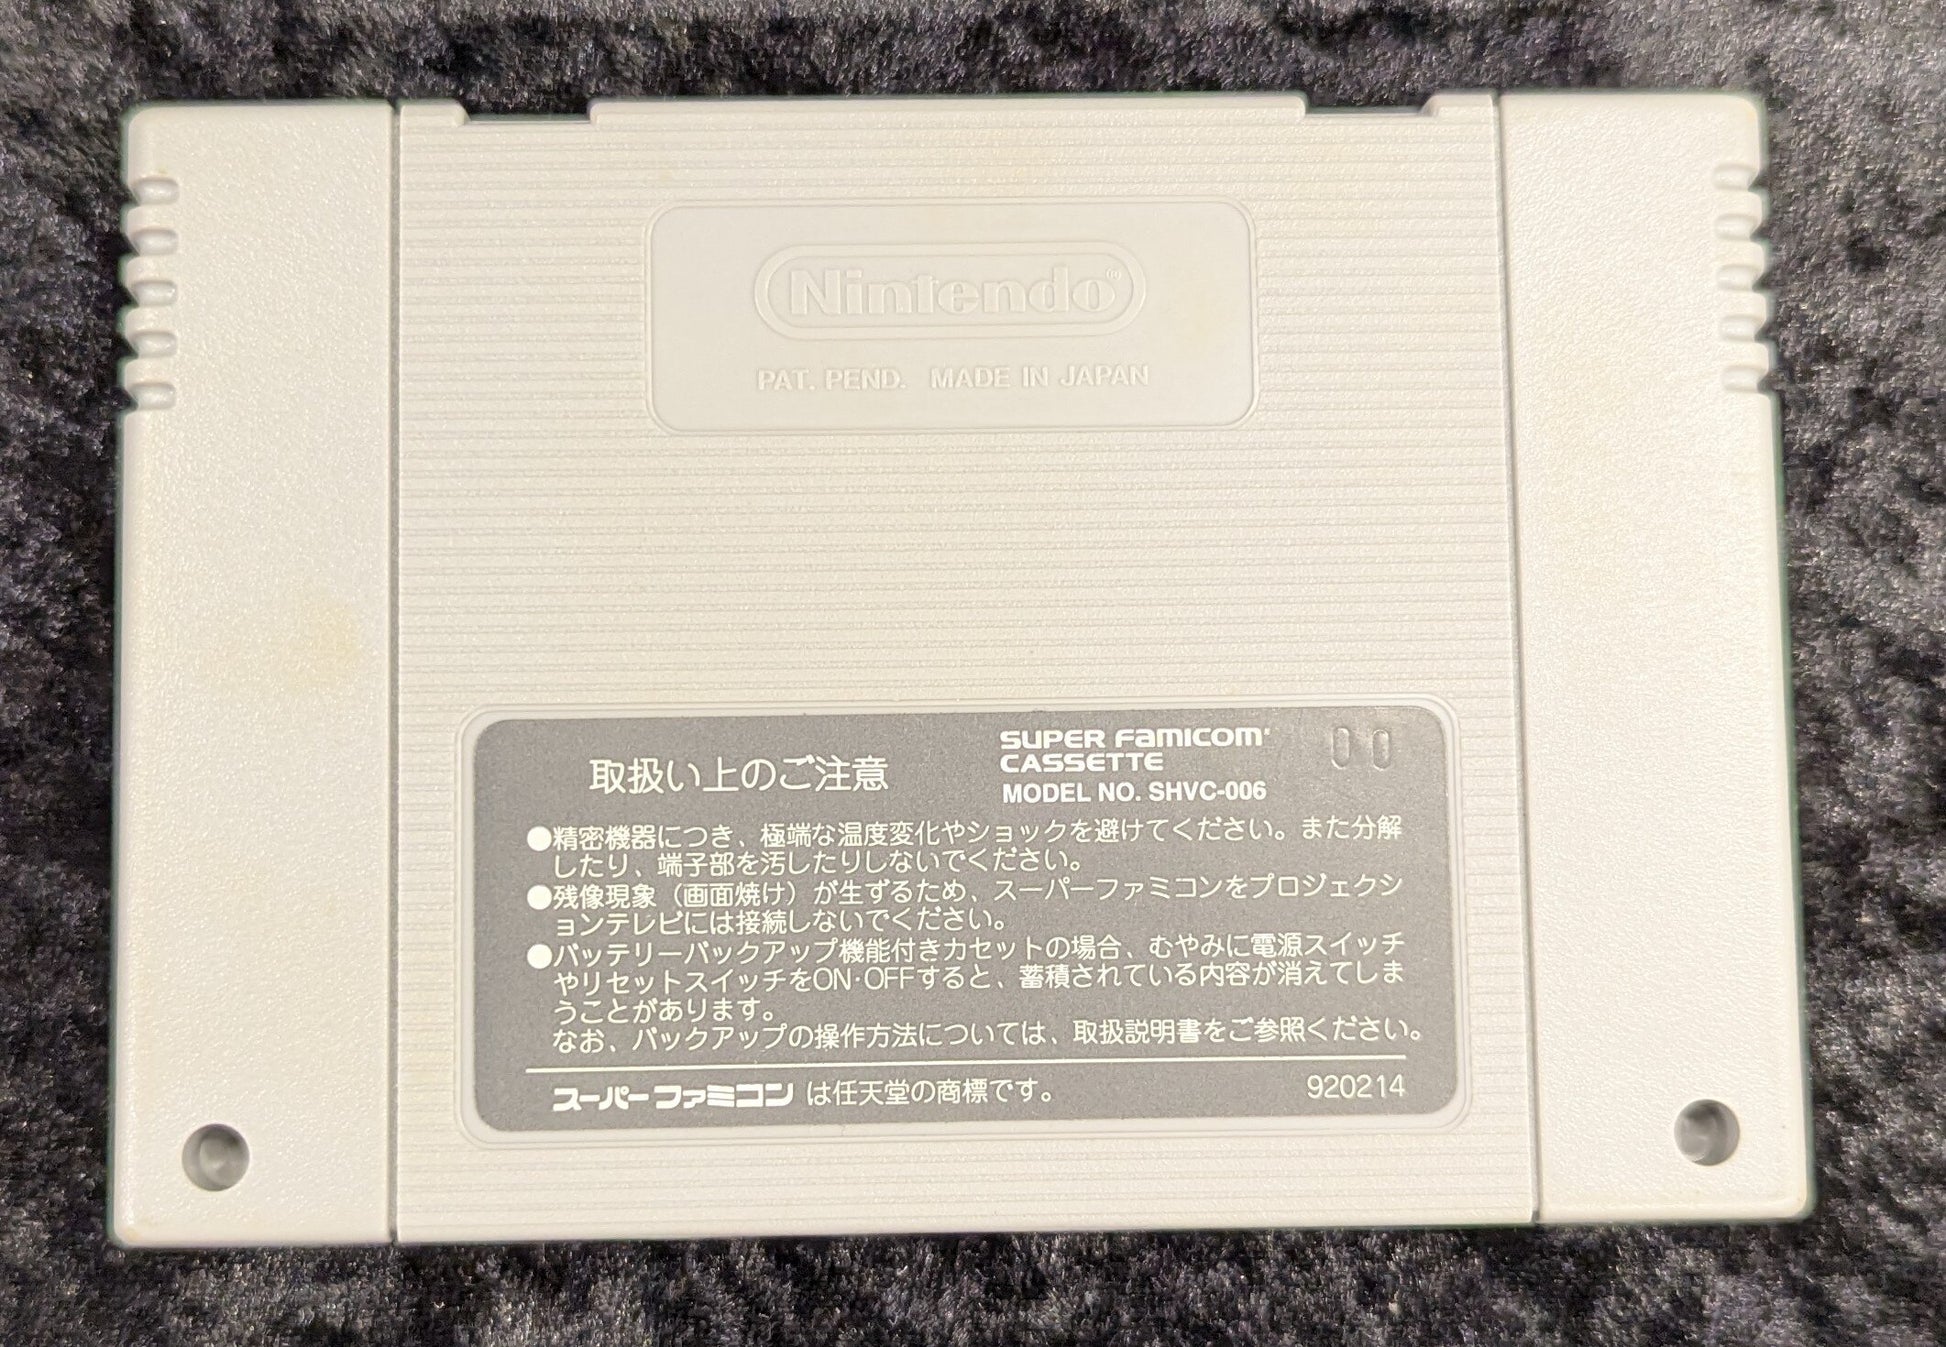 Nintendo®
PAT. PEND. MADE IN JAPAN
取扱い上のご注意
SUPER FAMICOM
CASSETTE
MODEL NO. SHVC-006
00
●精密機器につき、極端な温度変化やショックを避けてください。また分解
したり、端子部を汚したりしないでください。
●残像現象（画面焼け）が生ずるため、スーパーファミコンをプロジェクシ
ョンテレビには接続しないでください。
●バッテリーバックアップ機能付きカセットの場合、むやみに電源スイッチ
やリセットスイッチをON·OFFすると、蓄積されている内容が消えてしま
うことがあります。
なお、バックアップの操作方法については、取扱説明書をご参照ください。
スーパーファミコン は任天堂の商標です。 920214